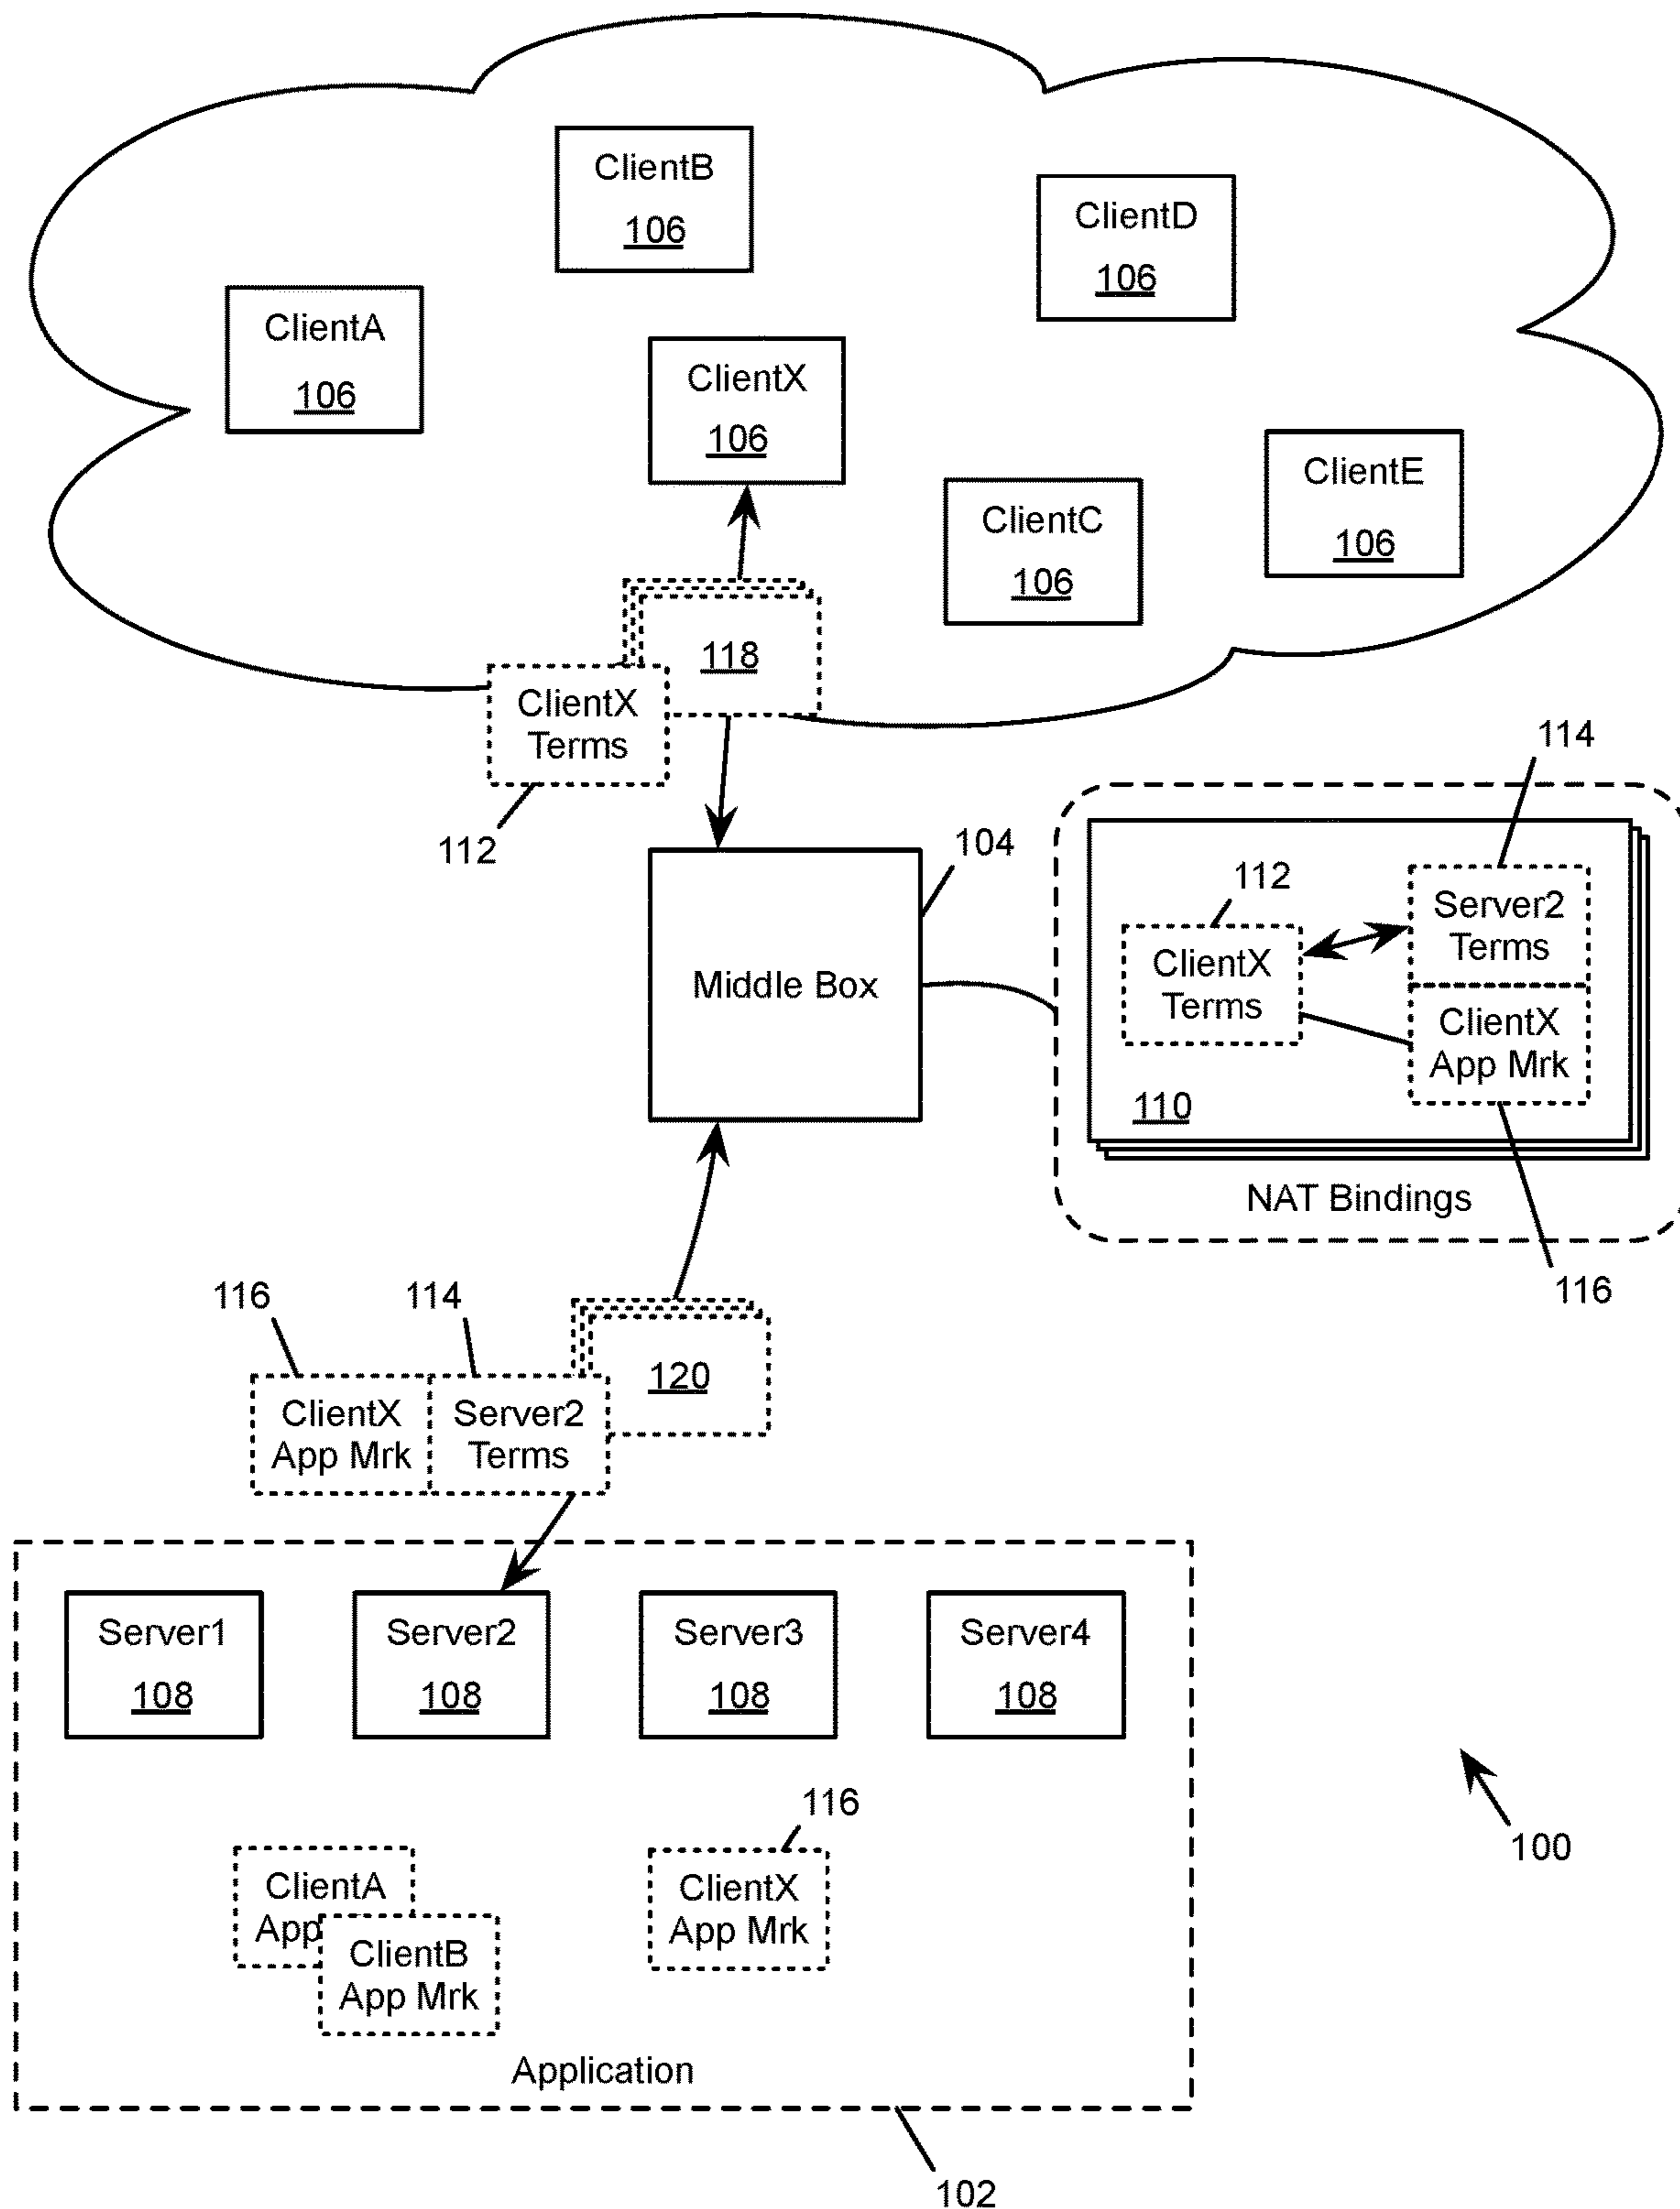 ClientB
106
ClientD
106
ClientA
106
ClientX
106
ClientE
106
ClientC
106
118
ClientX
Terms
112
114
104
112
Server2
Terms
ClientX
Terms
Middle Box
ClientX
App Mrk
110
NAT Bindings
116
116
114
120
ClientX
App Mrk
Server2
Terms
Server1
108
Server2
108
Server3
108
Server4
108
116
100
ClientA
App
ClientB
App Mrk
ClientX
App Mrk
Application
102